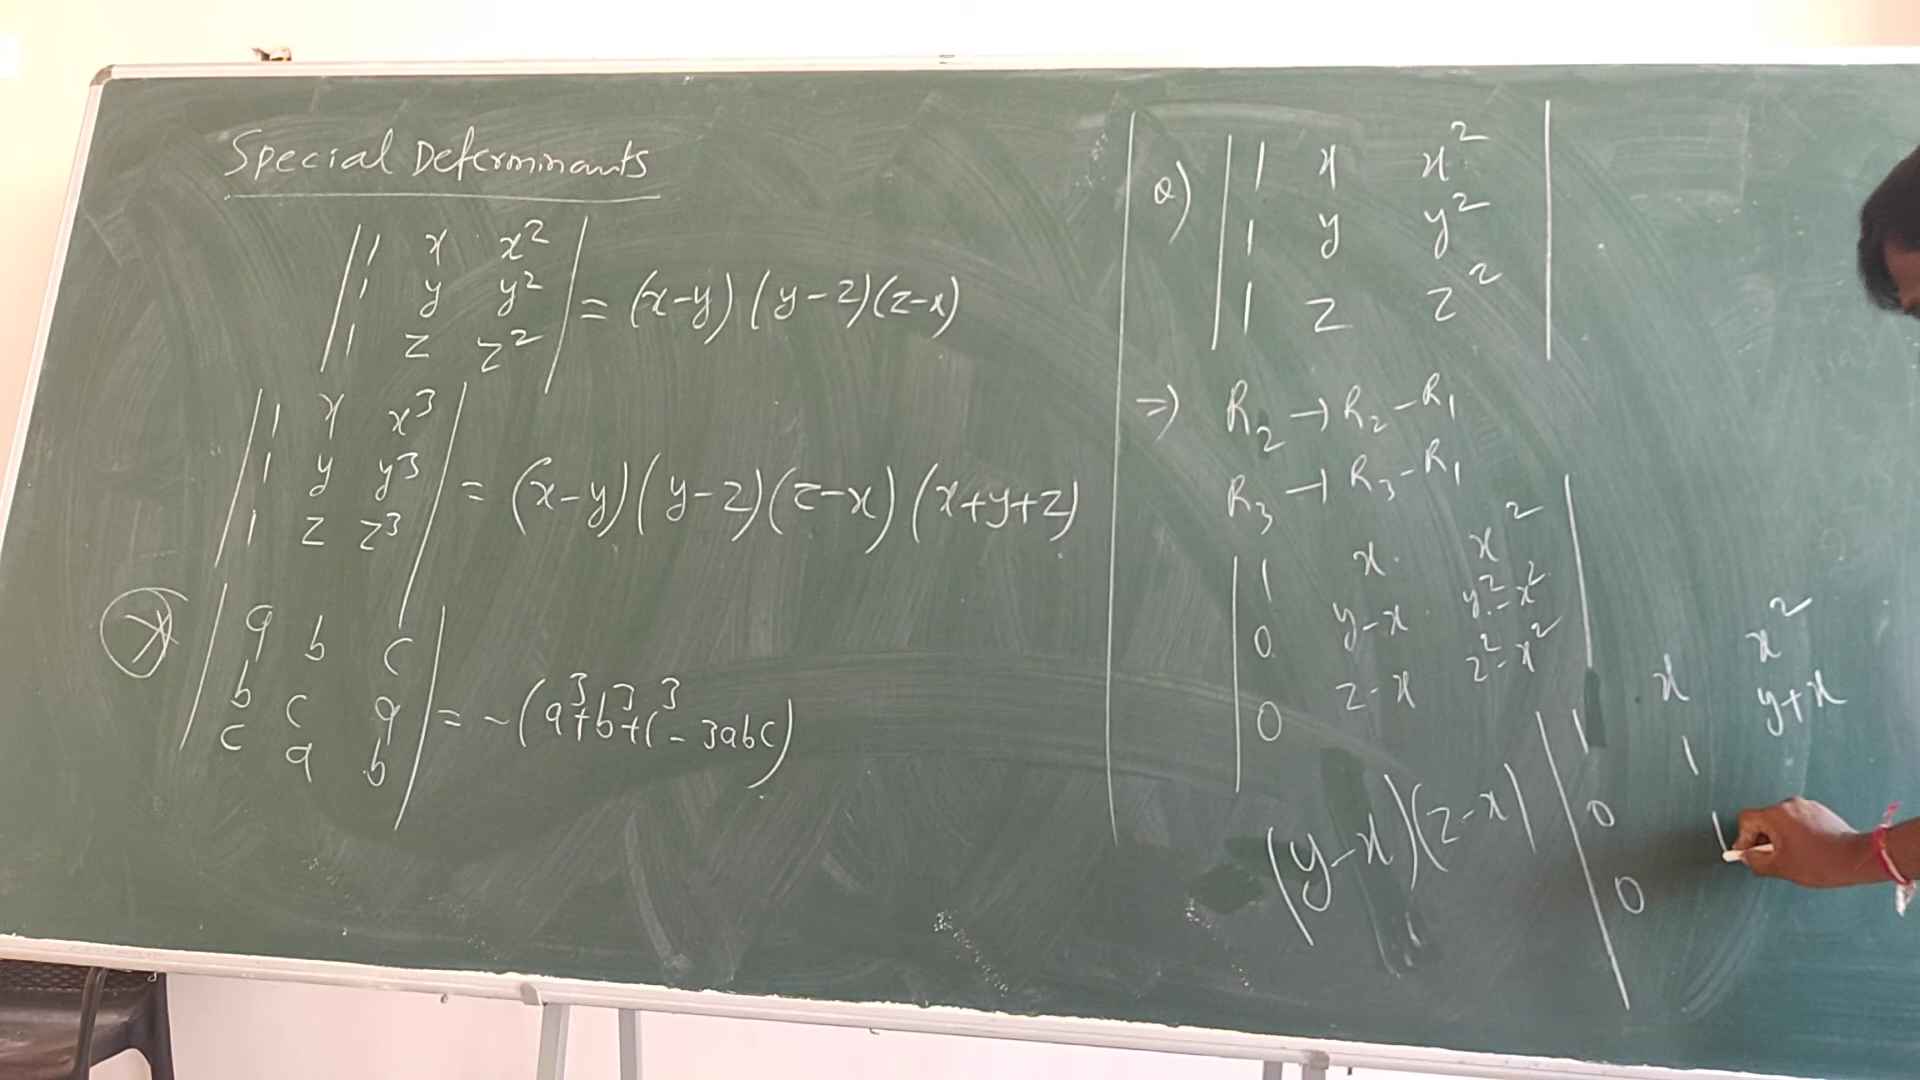 Special Determinants
| 1 x x² |
| 1 y y² | = (x-y)(y-z)(z-x)
| 1 z z² |
| 1 x x³ |
| 1 y y³ | = (x-y)(y-z)(z-x)(x+y+z)
| 1 z z³ |
| a b c |
| b c a | = -(a³+b³+c³-3abc)
| c a b |
Q) | 1 x x² |
| 1 y y² |
| 1 z z² |
=) R₂ → R₂-R₁
R₃ → R₃-R₁
| 1 x x² |
| 0 y-x y²-x² |
| 0 z-x z²-x² |
| 1 x x²
(y-x)(z-x) | 0 1 y+x
| 0 1